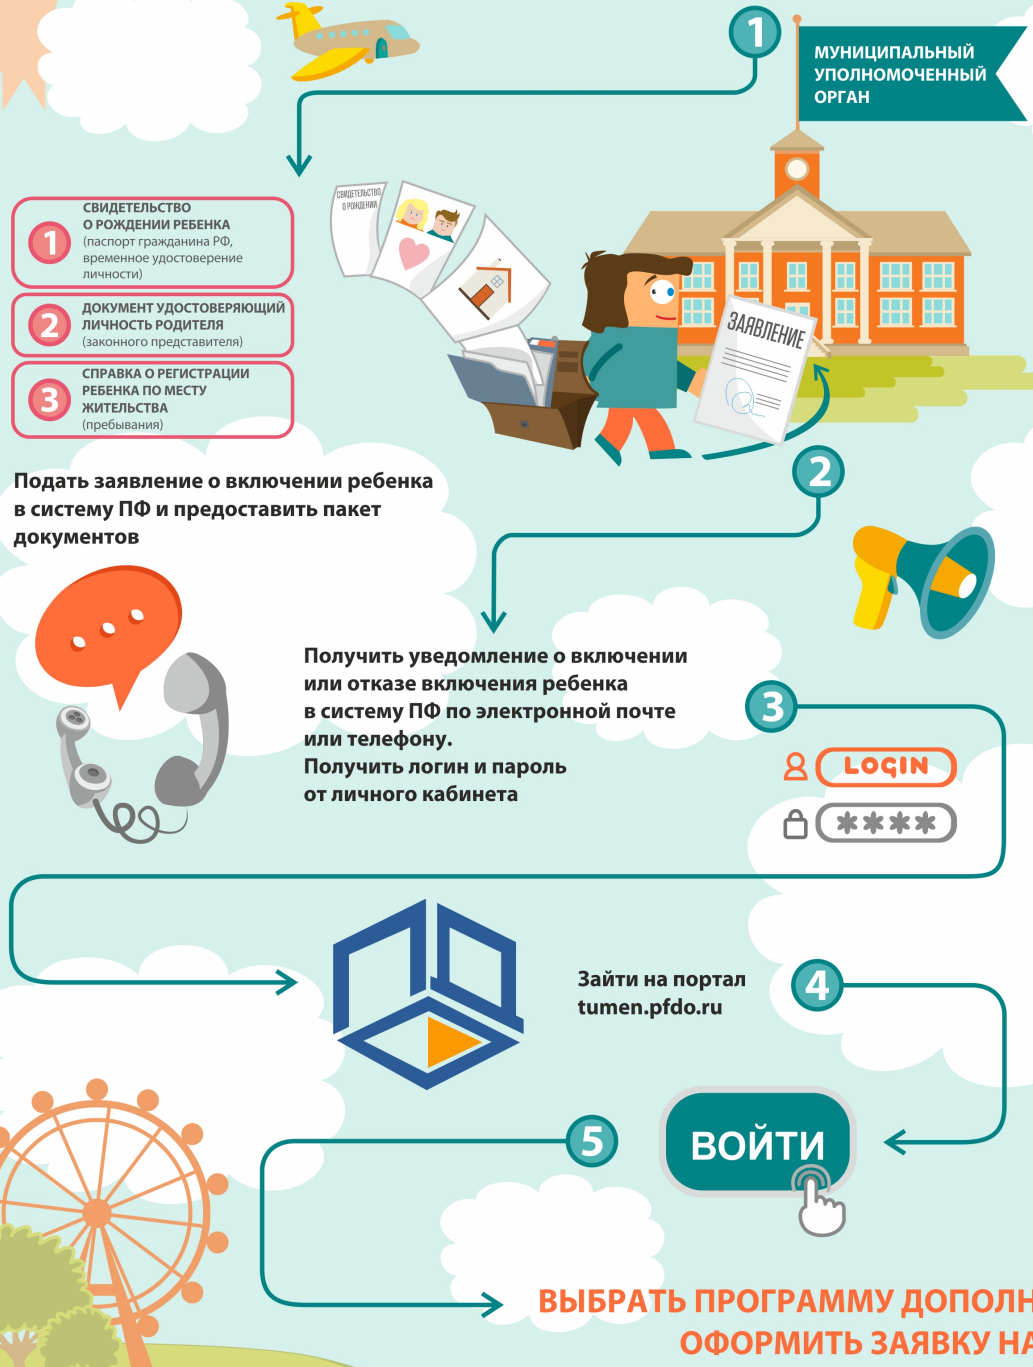 1
МУНИЦИПАЛЬНЫЙ
УПОЛНОМОЧЕННЫЙ
ОРГАН
1
СВИДЕТЕЛЬСТВО
О РОЖДЕНИИ РЕБЕНКА
(паспорт гражданина РФ,
временное удостоверение
личности)
2
ДОКУМЕНТ УДОСТОВЕРЯЮЩИЙ
ЛИЧНОСТЬ РОДИТЕЛЯ
(законного представителя)
3
СПРАВКА О РЕГИСТРАЦИИ
РЕБЕНКА ПО МЕСТУ
ЖИТЕЛЬСТВА
(пребывания)
СВИДЕТЕЛЬСТВО
О РОЖДЕНИИ
ЗАЯВЛЕНИЕ
Подать заявление о включении ребенка
в систему ПФ и предоставить пакет
документов
2
Получить уведомление о включении
или отказе включения ребенка
в систему ПФ по электронной почте
или телефону.
Получить логин и пароль
от личного кабинета
3
LOGIN
****
Зайти на портал
tumen.pfdo.ru
4
5
ВОЙТИ
ВЫБРАТЬ ПРОГРАММУ ДОПОЛН
ОФОРМИТЬ ЗАЯВКУ НА